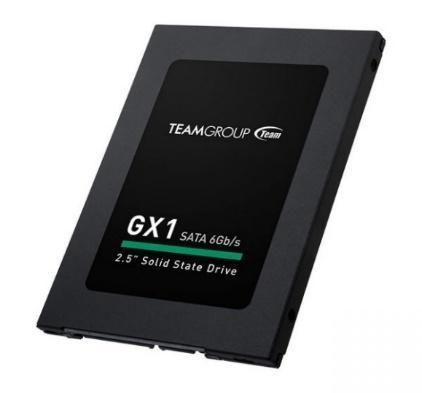 TEAMGROUP Team
GX1 SATA 6Gb/s
2.5" Solid State Drive